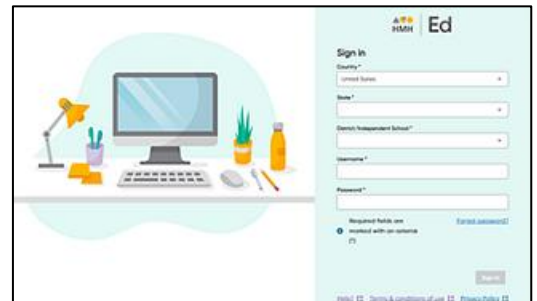 HMH Ed
Sign in
Country *
United States
State *
District/Independent School *
Username *
Password *
Required fields are
marked with an asterisk
(*)
Forgot password?
Sign in
Help? Terms & conditions of use Privacy Policy